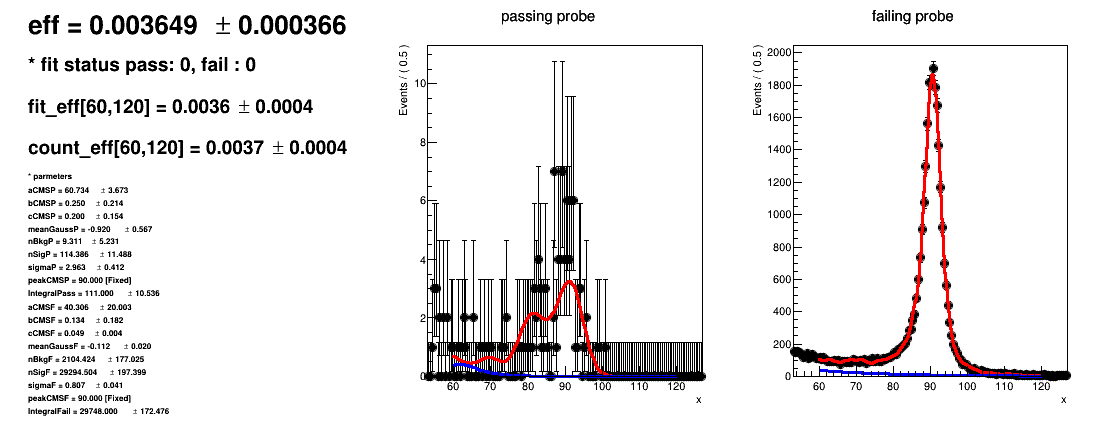 eff = 0.003649 ± 0.000366
* fit status pass: 0, fail : 0
fit_eff[60,120] = 0.0036 ± 0.0004
count_eff[60,120] = 0.0037 ± 0.0004
* parmeters
aCMSP = 60.734 ± 3.673
bCMSP = 0.250 ± 0.214
cCMSP = 0.200 ± 0.154
meanGaussP = -0.920 ± 0.567
nBkgP = 9.311 ± 5.231
nSigP = 114.386 ± 11.488
sigmaP = 2.963 ± 0.412
peakCMSP = 90.000 [Fixed]
IntegralPass = 111.000 ± 10.536
aCMSF = 40.306 ± 20.003
bCMSF = 0.134 ± 0.182
cCMSF = 0.049 ± 0.004
meanGaussF = -0.112 ± 0.020
nBkgF = 2104.424 ± 177.025
nSigF = 29294.504 ± 197.399
sigmaF = 0.807 ± 0.041
peakCMSF = 90.000 [Fixed]
IntegralFail = 29748.000 ± 172.476
passing probe
Events / ( 0.5 )
10
8
6
4
2
0
60 70 80 90 100 110 120
x
failing probe
Events / ( 0.5 )
2000
1800
1600
1400
1200
1000
800
600
400
200
0
60 70 80 90 100 110 120
x